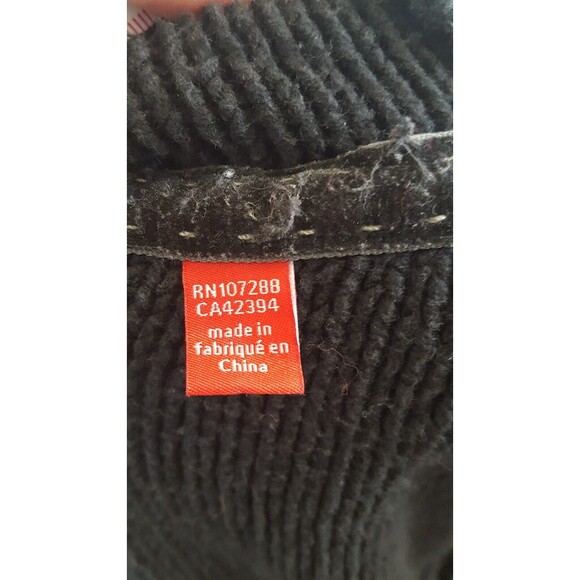 RN107288
CA42394
made in
fabriqué en
China